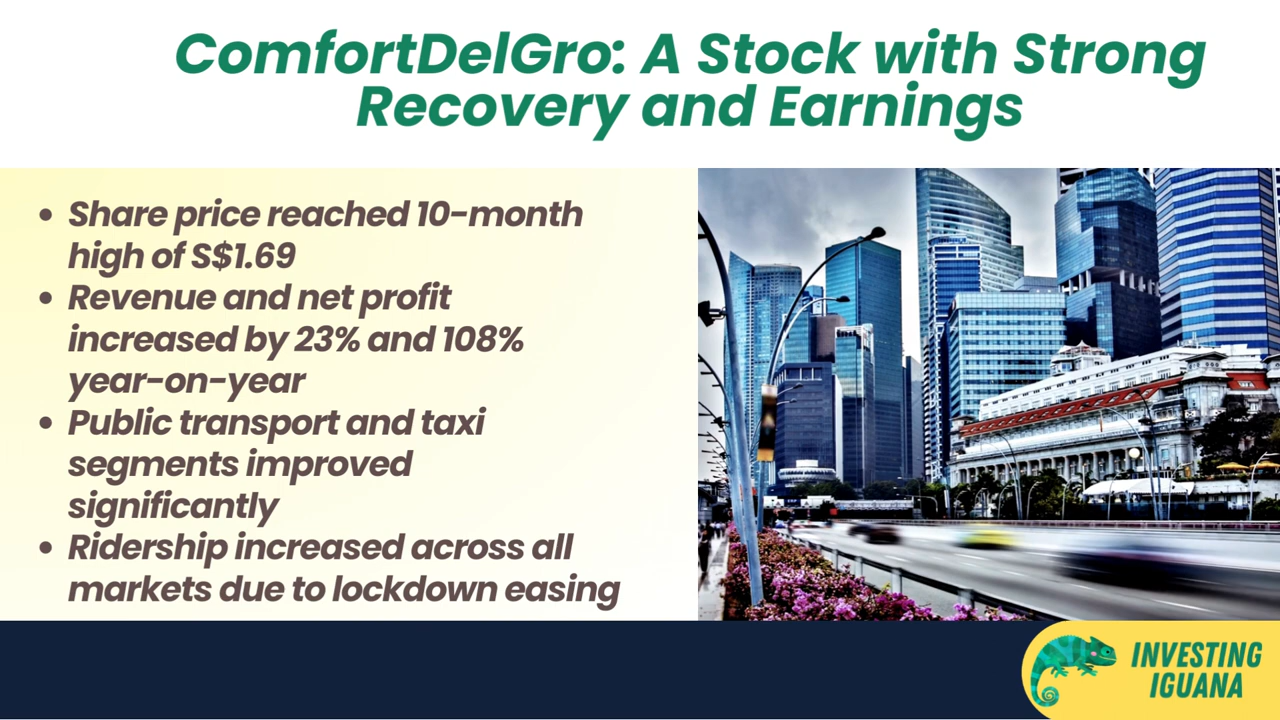 ComfortDelGro: A Stock with Strong
Recovery and Earnings
• Share price reached 10-month
high of S$1.69
• Revenue and net profit
increased by 23% and 108%
year-on-year
• Public transport and taxi
segments improved
significantly
• Ridership increased across all
markets due to lockdown easing
INVESTING
IGUANA